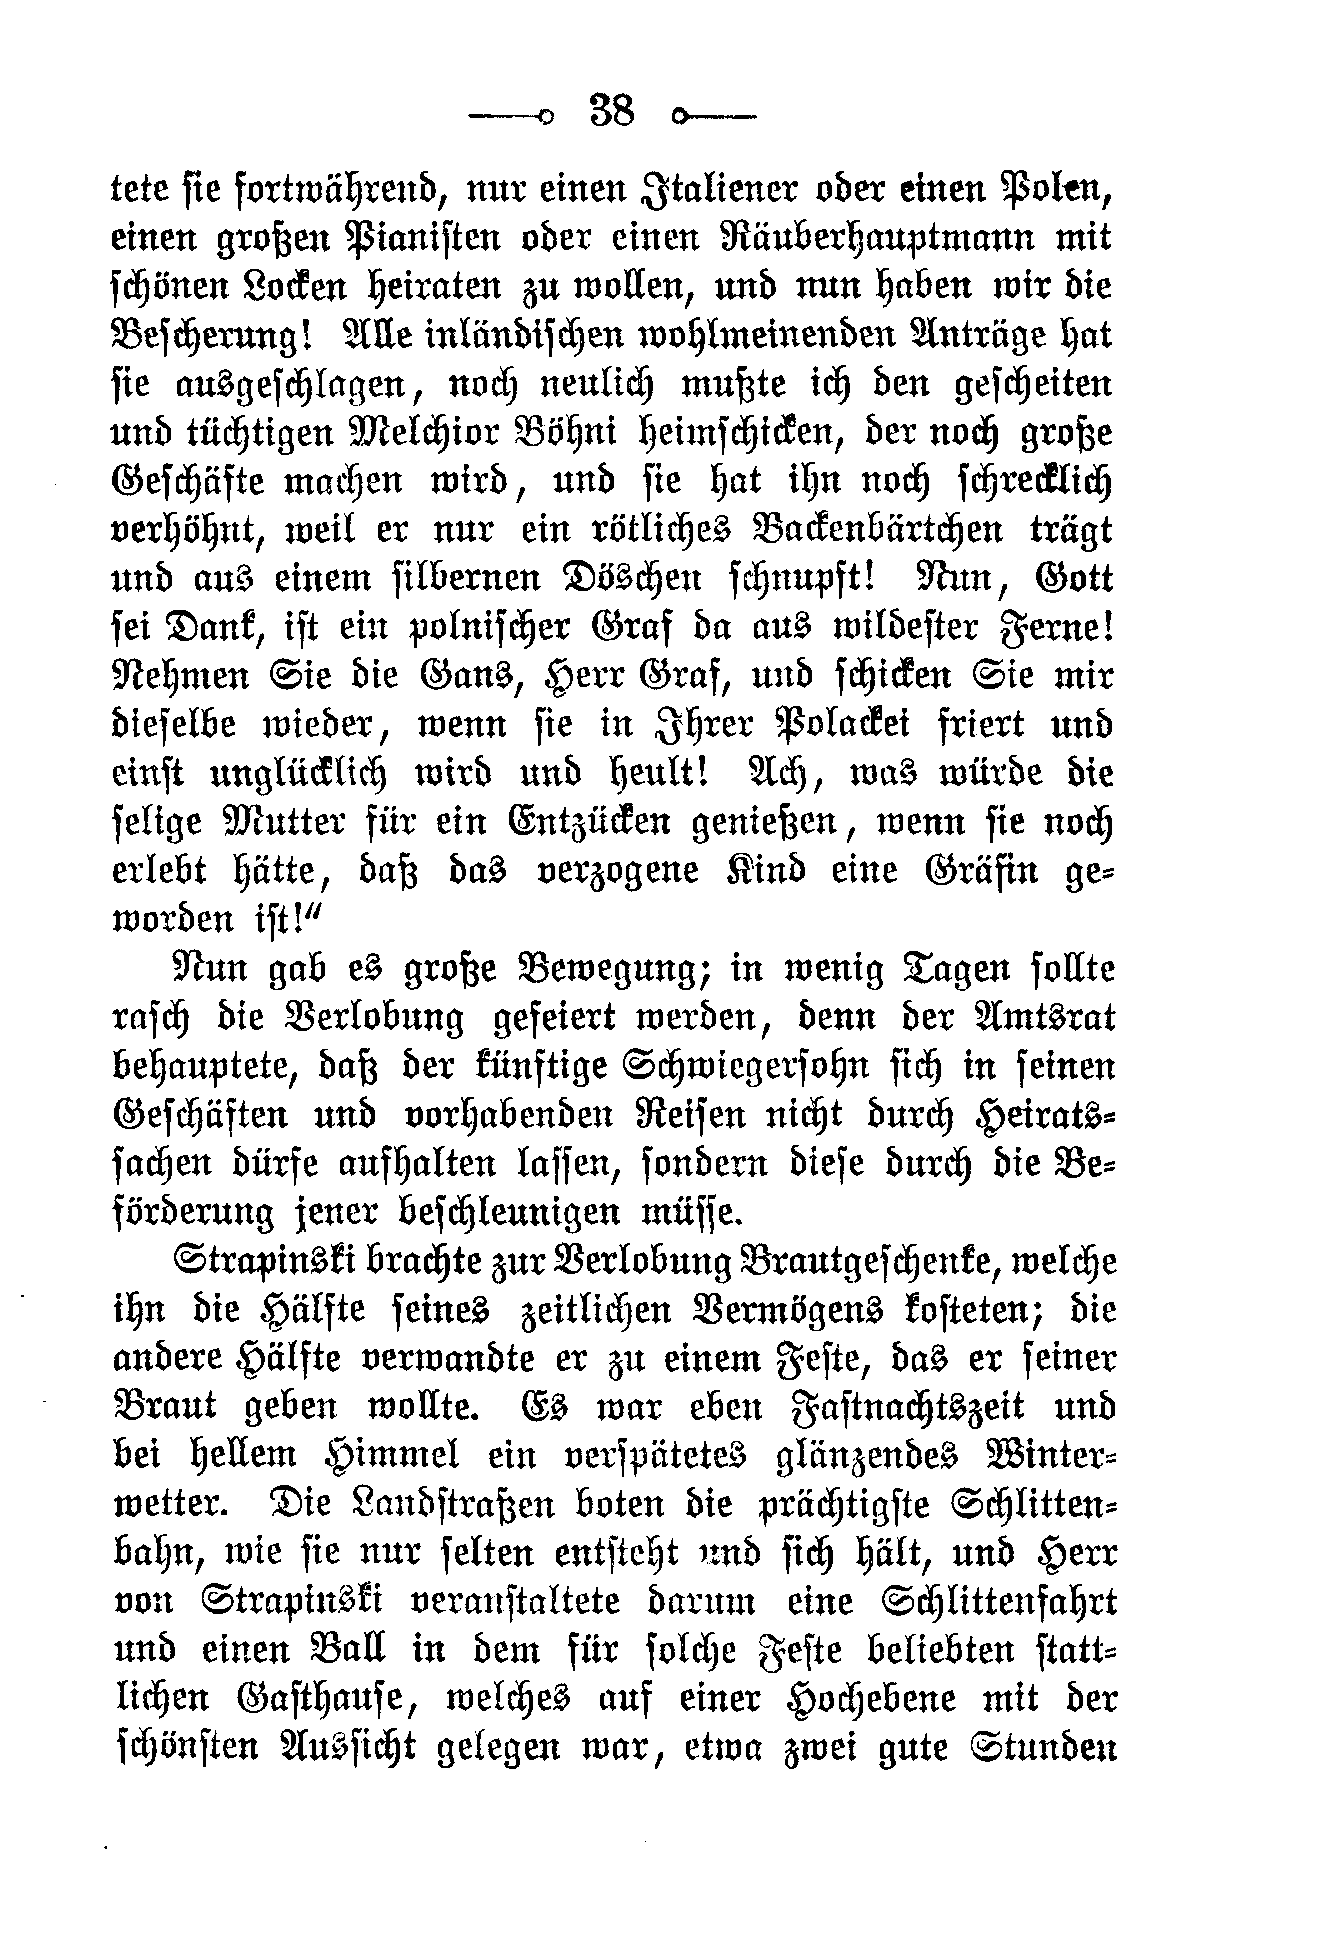 38
tete sie fortwährend, nur einen Italiener oder einen Polen,
einen großen Pianisten oder einen Räuberhauptmann mit
schönen Locken heiraten zu wollen, und nun haben wir die
Bescherung! Alle inländischen wohlmeinenden Anträge hat
sie ausgeschlagen, noch neulich mußte ich den gescheiten
und tüchtigen Melchior Böhni heimschicken, der noch große
Geschäfte machen wird, und sie hat ihn noch schrecklich
verhöhnt, weil er nur ein rötliches Backenbärtchen trägt
und aus einem silbernen Döschen schnupft! Nun, Gott
sei Dank, ist ein polnischer Graf da aus wildester Ferne!
Nehmen Sie die Gans, Herr Graf, und schicken Sie mir
dieselbe wieder, wenn sie in Ihrer Polackei friert und
einst unglücklich wird und heult! Ach, was würde die
selige Mutter für ein Entzücken genießen, wenn sie noch
erlebt hätte, daß das verzogene Kind eine Gräfin ge-
worden ist!“
Nun gab es große Bewegung; in wenig Tagen sollte
rasch die Verlobung gefeiert werden, denn der Amtsrat
behauptete, daß der künftige Schwiegersohn sich in seinen
Geschäften und vorhabenden Reisen nicht durch Heirats-
sachen dürfe aufhalten lassen, sondern diese durch die Be-
förderung jener beschleunigen müsse.
Strapinski brachte zur Verlobung Brautgeschenke, welche
ihn die Hälfte seines zeitlichen Vermögens kosteten; die
andere Hälfte verwandte er zu einem Feste, das er seiner
Braut geben wollte. Es war eben Fastnachtszeit und
bei hellem Himmel ein verspätetes glänzendes Winter-
wetter. Die Landstraßen boten die prächtigste Schlitten-
bahn, wie sie nur selten entsteht und sich hält, und Herr
von Strapinski veranstaltete darum eine Schlittenfahrt
und einen Ball in dem für solche Feste beliebten statt-
lichen Gasthause, welches auf einer Hochebene mit der
schönsten Aussicht gelegen war, etwa zwei gute Stunden